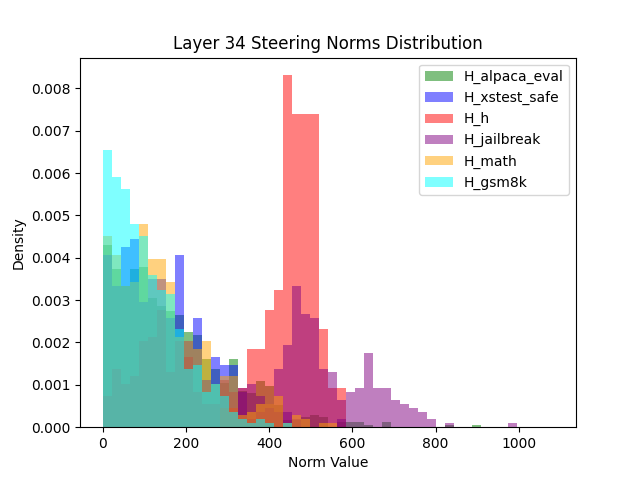 Layer 34 Steering Norms Distribution
H_alpaca_eval
H_xstest_safe
H_h
H_jailbreak
H_math
H_gsm8k
Density
0.008
0.007
0.006
0.005
0.004
0.003
0.002
0.001
0.000
0 200 400 600 800 1000
Norm Value